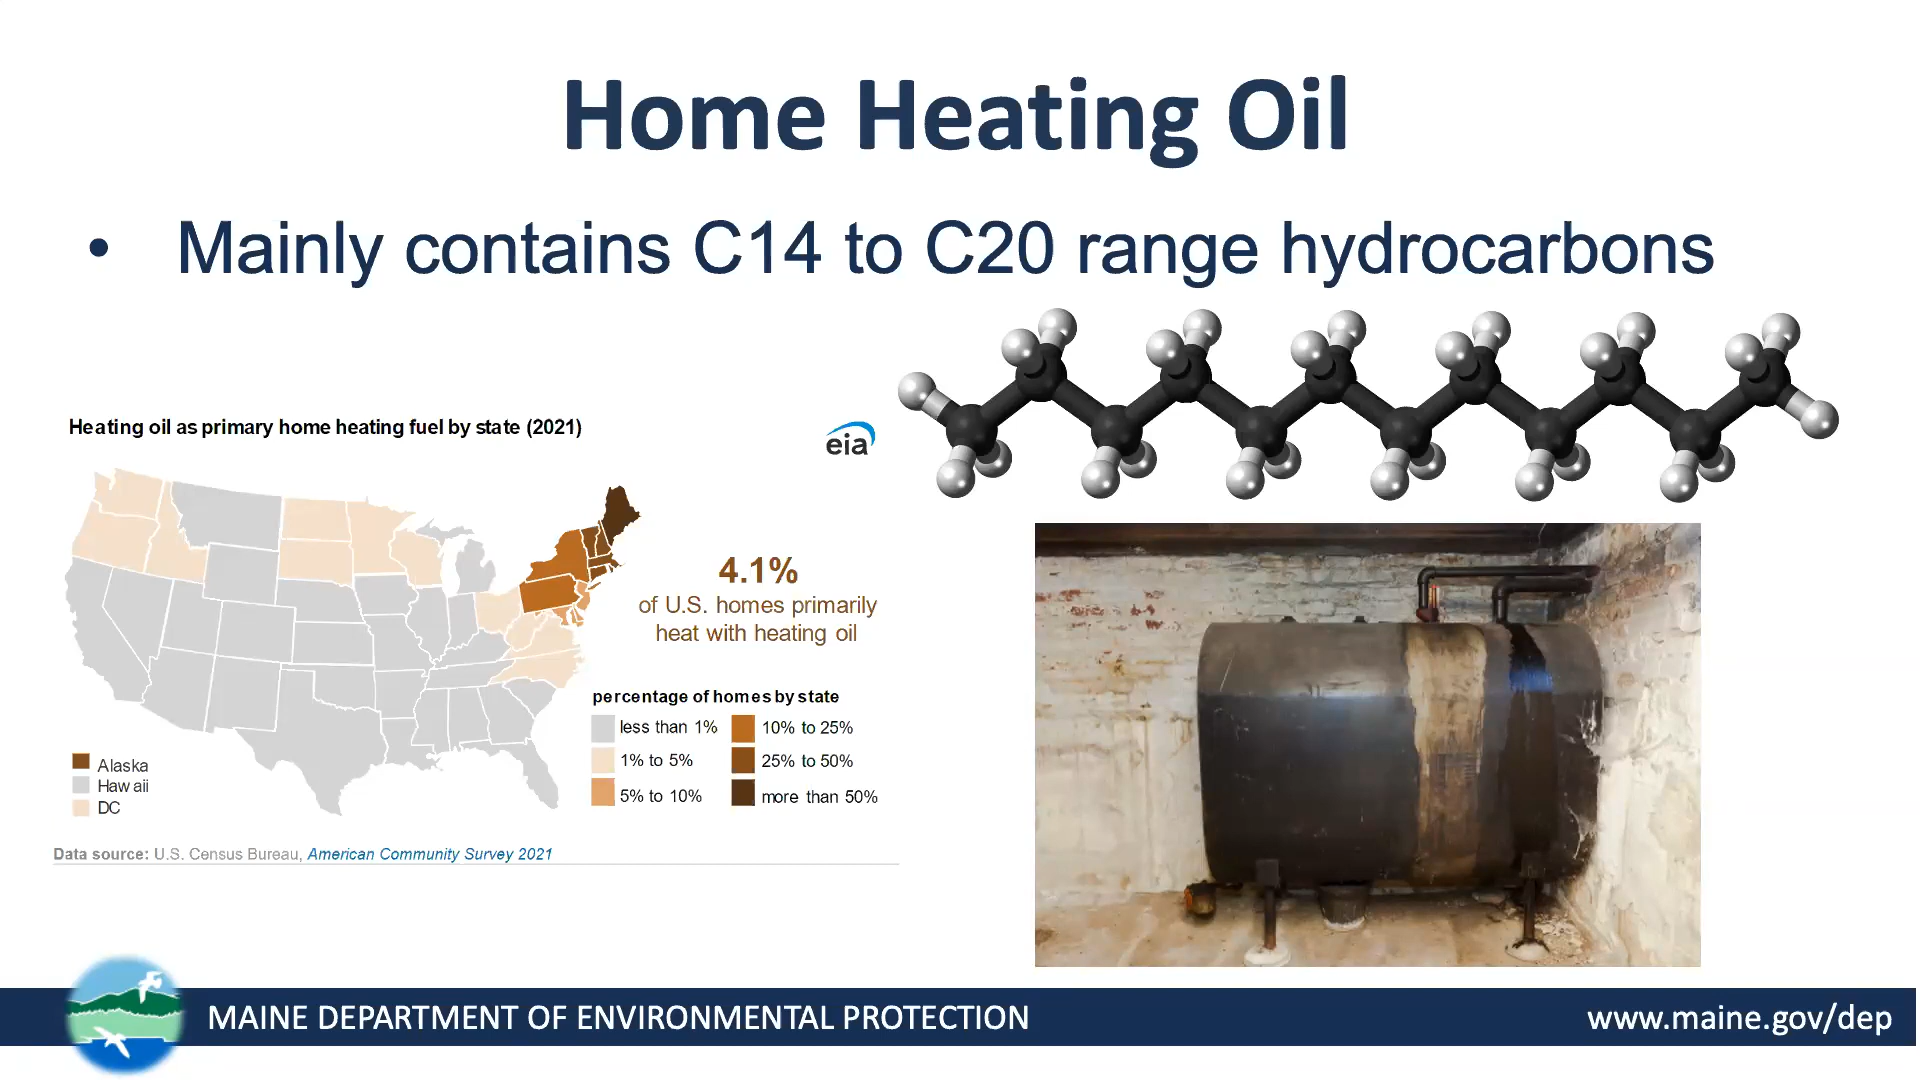 Home Heating Oil
• Mainly contains C14 to C20 range hydrocarbons
Heating oil as primary home heating fuel by state (2021)
eia
4.1%
of U.S. homes primarily
heat with heating oil
percentage of homes by state
less than 1%
10% to 25%
1% to 5%
25% to 50%
5% to 10%
more than 50%
Alaska
Hawaii
DC
Data source: U.S. Census Bureau, American Community Survey 2021
MAINE DEPARTMENT OF ENVIRONMENTAL PROTECTION
www.maine.gov/dep